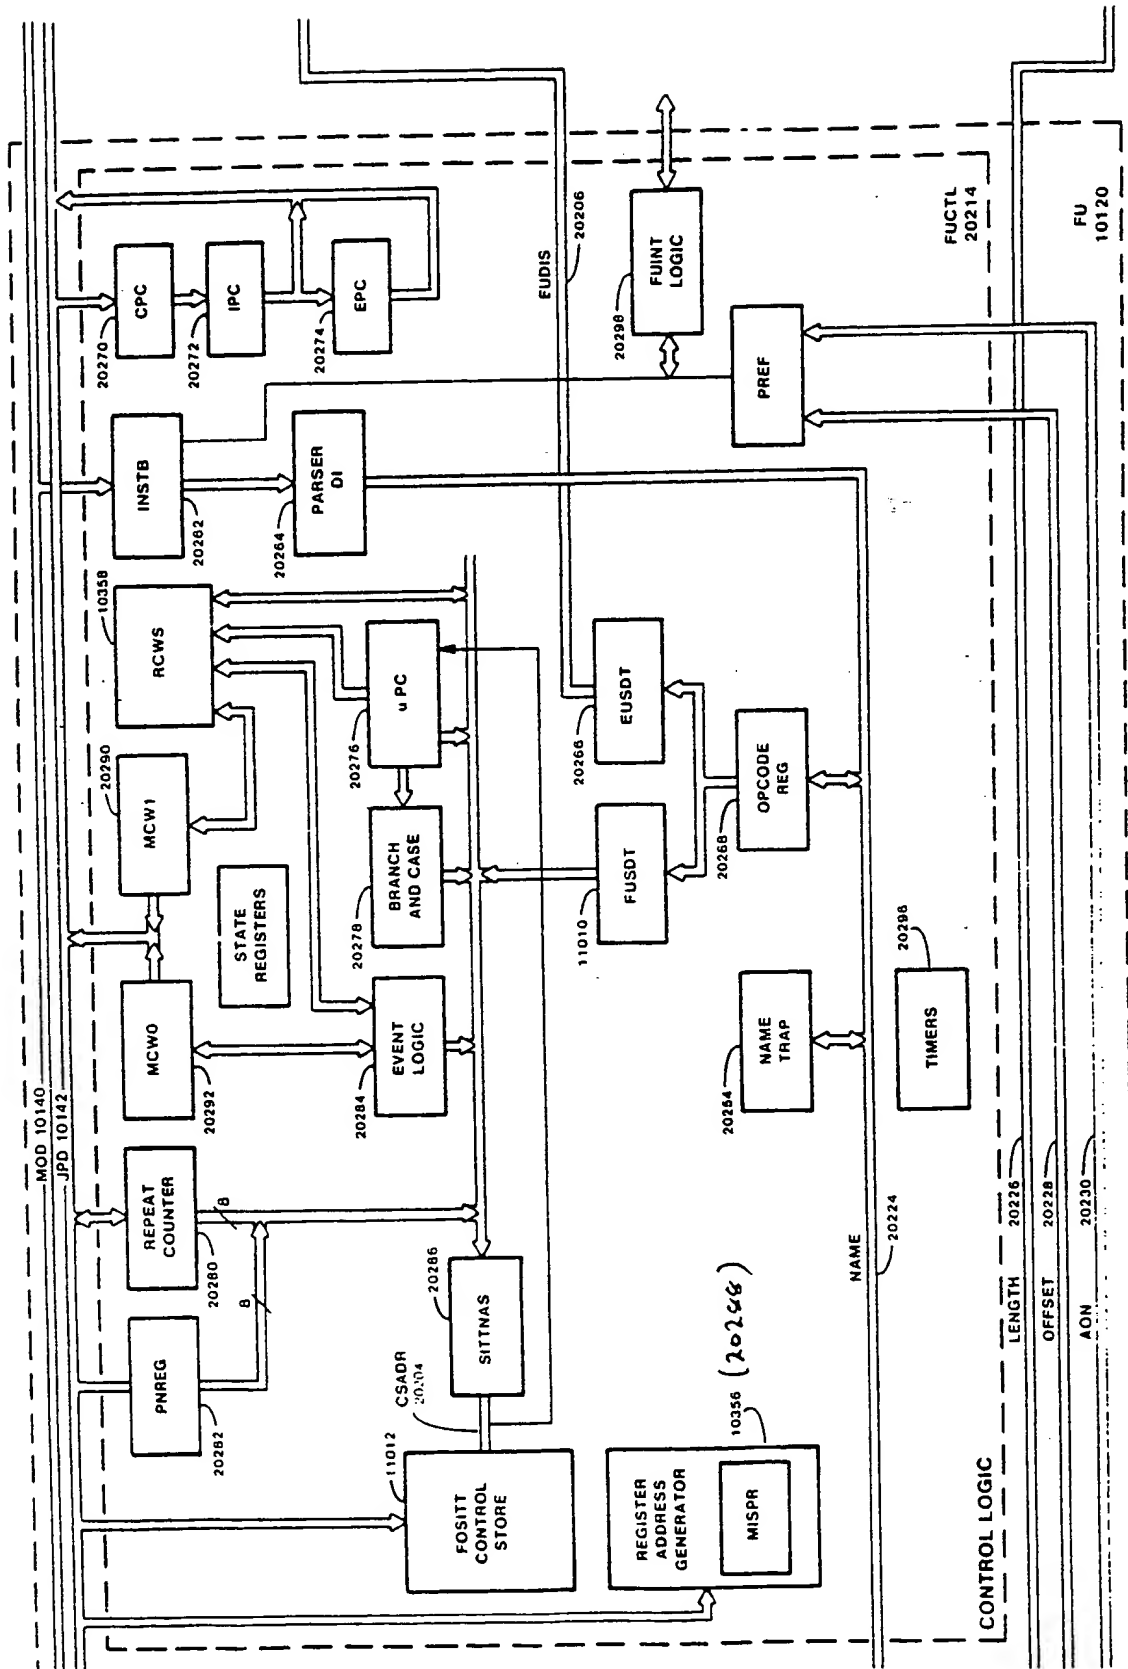 MOD 10140
JPD 10142
PNREG
20282
8
REPEAT
COUNTER
20280
8
MCW0
20292
MCW1
20290
RCWS
10358
INSTB
20262
CPC
20270
IPC
20272
EPC
20274
STATE
REGISTERS
FOSITT
CONTROL
STORE
11012
CSADR
20204
SITTNAS
20286
EVENT
LOGIC
20284
BRANCH
AND CASE
20278
u PC
20276
PARSER
DI
20264
FUDIS
20206
REGISTER
ADDRESS
GENERATOR
MISPR
10356
FUSDT
11010
EUSDT
20266
FUINT
LOGIC
20298
NAME
TRAP
20254
OPCODE
REG
20268
PREF
NAME
20224
TIMERS
20296
CONTROL LOGIC
FUCTL
20214
LENGTH
20226
OFFSET
20228
AON
20230
FU
10120